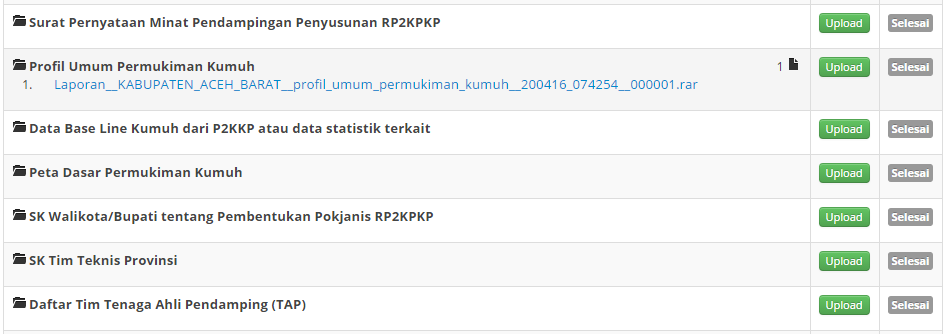 Surat Pernyataan Minat Pendampingan Penyusunan RP2KPKP Upload Selesai
Profil Umum Permukiman Kumuh 1 Upload Selesai
1. Laporan__KABUPATEN_ACEH_BARAT__profil_umum_permukiman_kumuh__200416_074254__000001.rar
Data Base Line Kumuh dari P2KKP atau data statistik terkait Upload Selesai
Peta Dasar Permukiman Kumuh Upload Selesai
SK Walikota/Bupati tentang Pembentukan Pokjanis RP2KPKP Upload Selesai
SK Tim Teknis Provinsi Upload Selesai
Daftar Tim Tenaga Ahli Pendamping (TAP) Upload Selesai